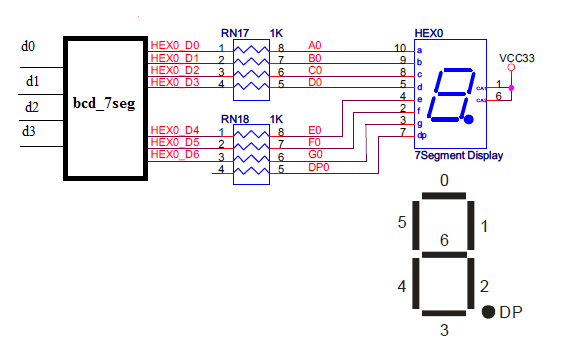 RN17 1K HEX0
d0 HEX0_D0 1 8 A0 10 a VCC33
HEX0_D1 2 7 B0 9 b
d1 HEX0_D2 3 6 C0 8 c
HEX0_D3 4 5 D0 5 d CA1 1
d2 bcd_7seg 4 e CA2 6
RN18 1K 2 f
d3 HEX0_D4 1 8 E0 3 g
HEX0_D5 2 7 F0 7 dp
HEX0_D6 3 6 G0 7Segment Display
4 5 DP0
0
5 1
6
4 2
DP
3